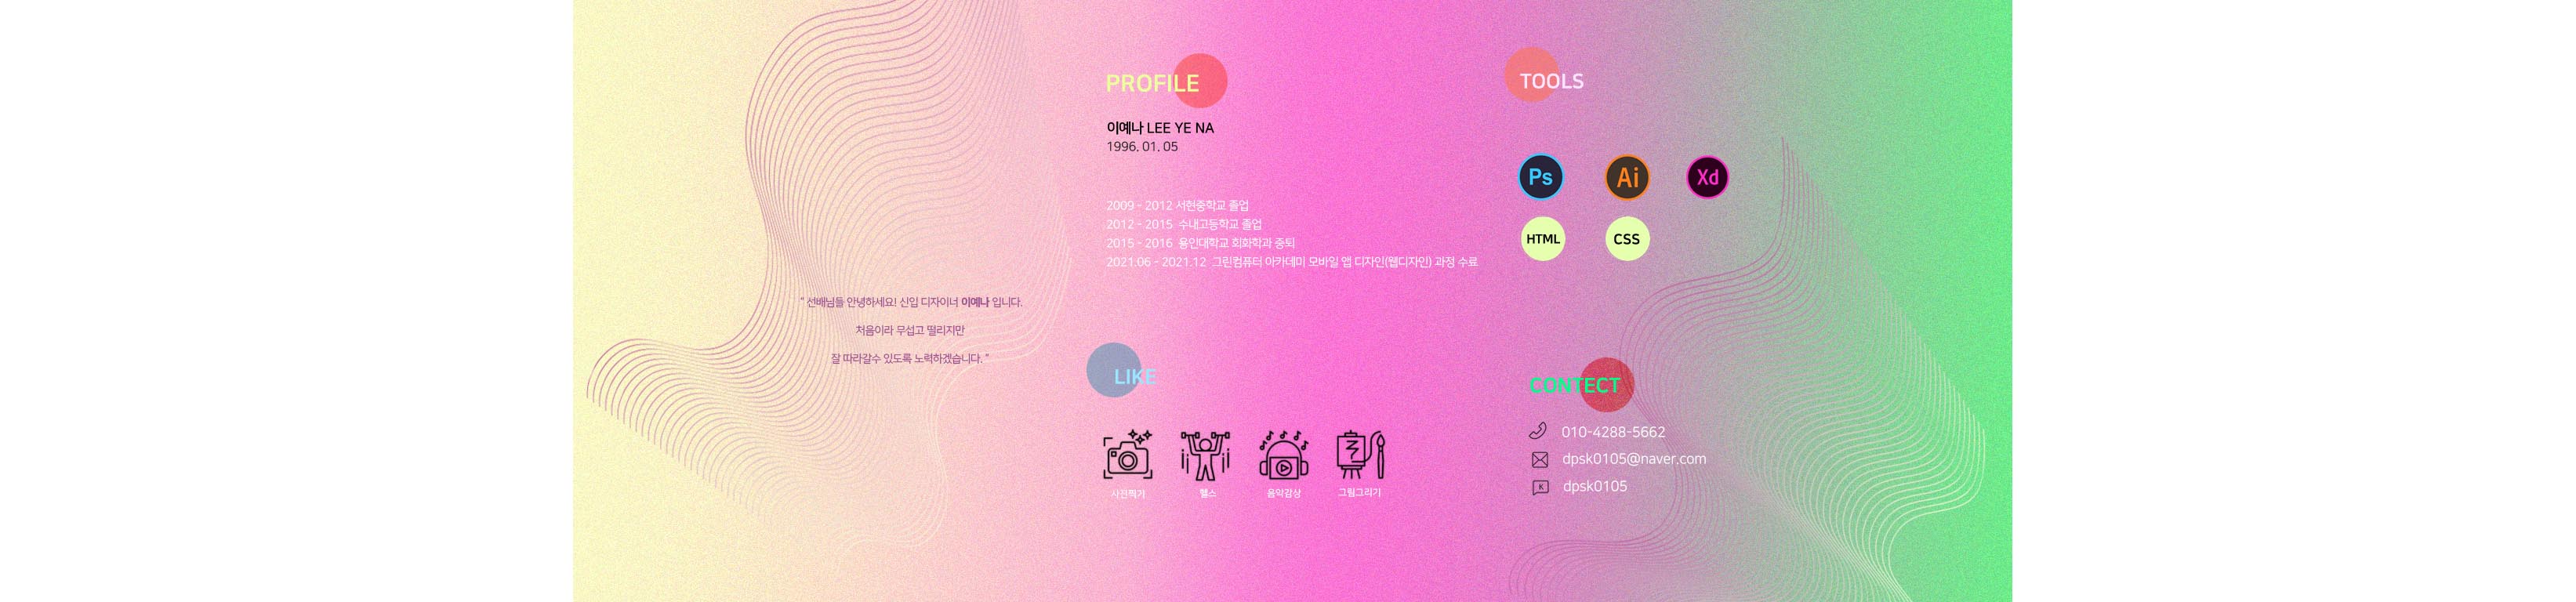 “ 선배님들 안녕하세요! 신입 디자이너 이예나 입니다.
처음이라 무섭고 떨리지만
잘 따라갈수 있도록 노력하겠습니다. ”
PROFILE
이예나 LEE YE NA
1996. 01. 05
2009 - 2012 서현중학교 졸업
2012 - 2015 수내고등학교 졸업
2015 - 2016 용인대학교 회화학과 중퇴
2021.06 - 2021.12 그린컴퓨터 아카데미 모바일 앱 디자인(웹디자인) 과정 수료
LIKE
사진찍기 헬스 음악감상 그림그리기
TOOLS
Ps Ai Xd
HTML CSS
CONTECT
010-4288-5662
dpsk0105@naver.com
K dpsk0105